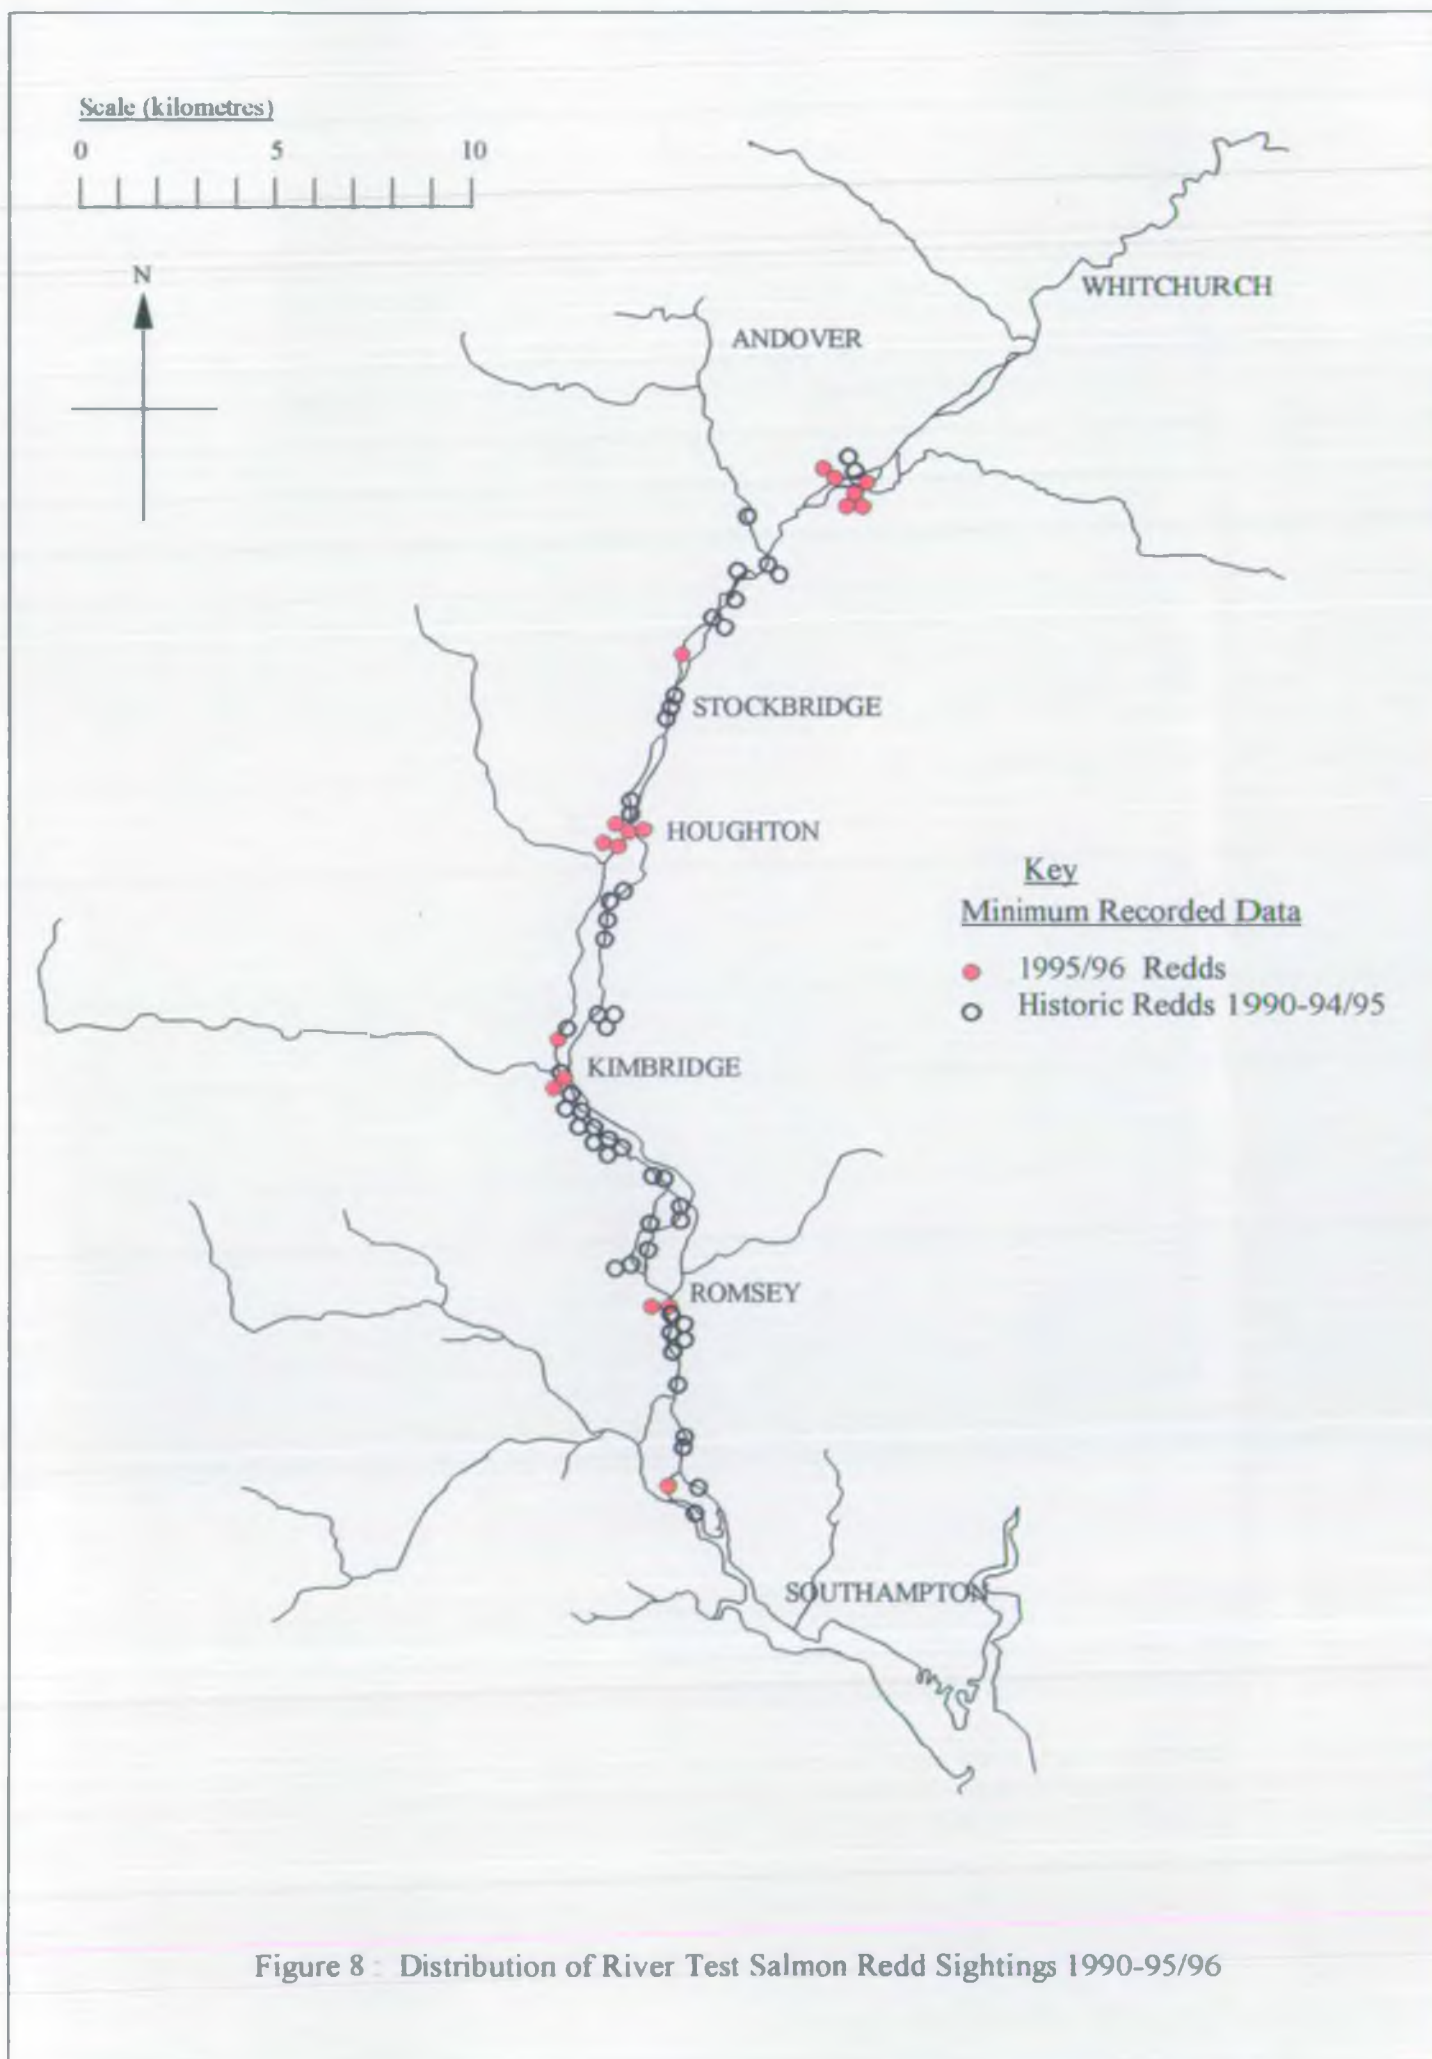 Scale (kilometres)
0 5 10
N
WHITCHURCH
ANDOVER
STOCKBRIDGE
HOUGHTON
Key
Minimum Recorded Data
1995/96 Redds
Historic Redds 1990-94/95
KIMBRIDGE
ROMSEY
SOUTHAMPTON
Figure 8 : Distribution of River Test Salmon Redd Sightings 1990-95/96